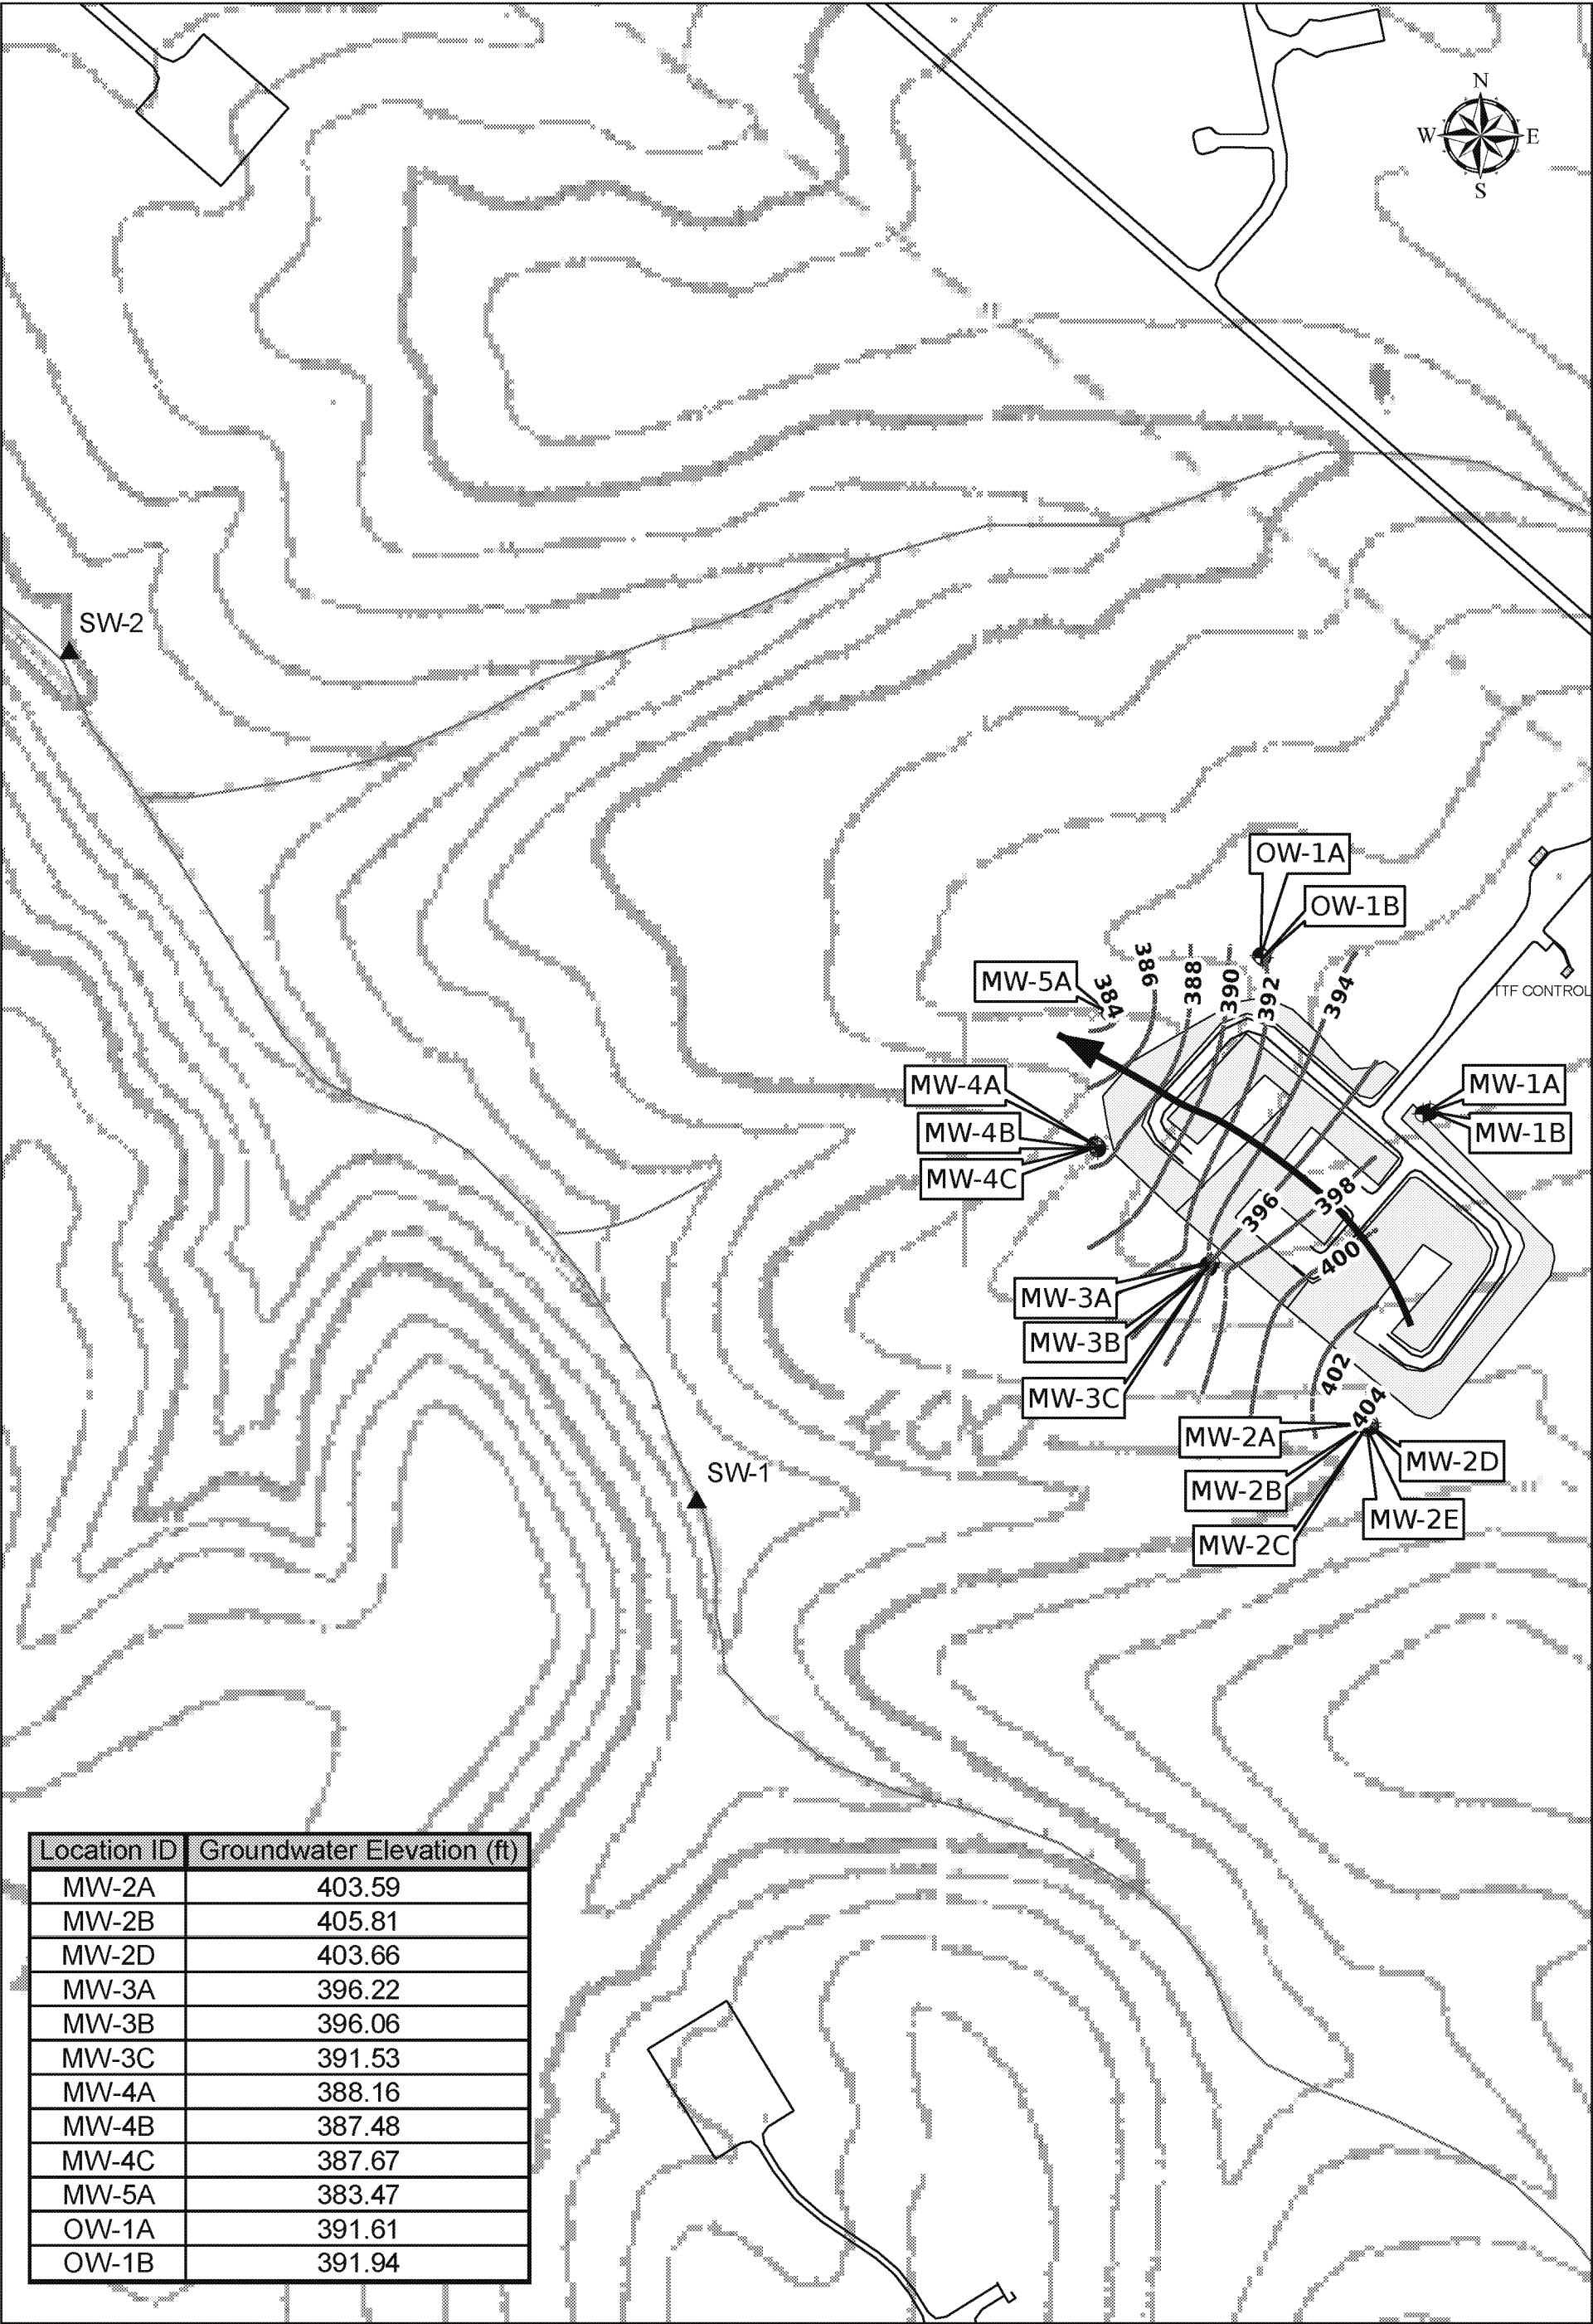 N
W E
S
SW-2
OW-1A
OW-1B
MW-5A
384
386
388
390
392
394
TTF CONTROL
MW-4A
MW-1A
MW-4B
MW-1B
MW-4C
396
398
400
MW-3A
MW-3B
MW-3C
402
404
MW-2A
MW-2D
MW-2B
MW-2E
MW-2C
SW-1
Location ID Groundwater Elevation (ft)
MW-2A 403.59
MW-2B 405.81
MW-2D 403.66
MW-3A 396.22
MW-3B 396.06
MW-3C 391.53
MW-4A 388.16
MW-4B 387.48
MW-4C 387.67
MW-5A 383.47
OW-1A 391.61
OW-1B 391.94